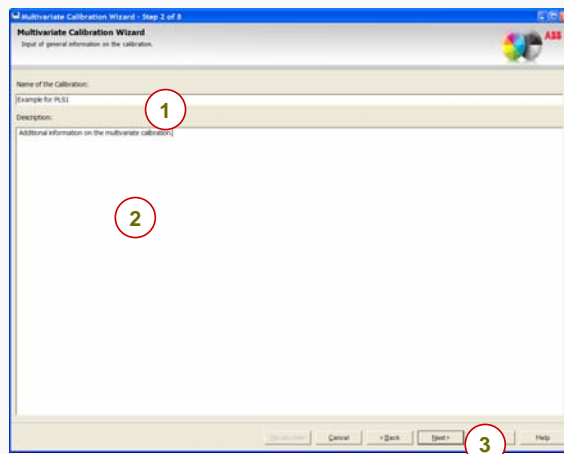 Multivariate Calibration Wizard - Step 2 of 8
Multivariate Calibration Wizard
Input of general information on the calibration.
ABB
Name of the Calibration:
Example for PLS1
1
Description:
Additional information on the multivariate calibration.
2
Cancel <Back Next> Help
3